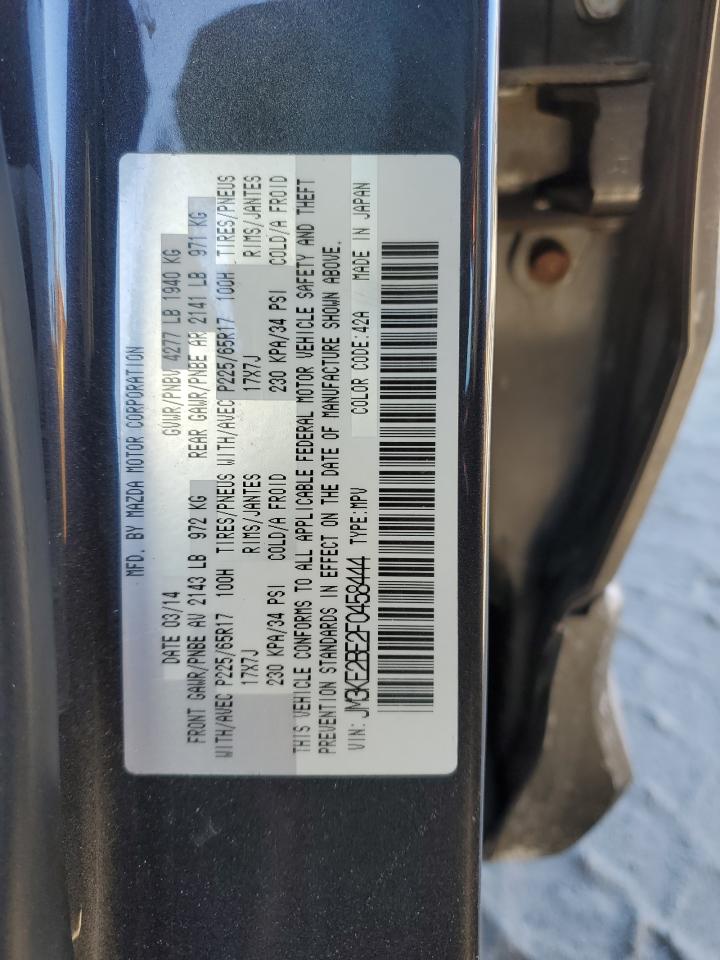 MFD. BY MAZDA MOTOR CORPORATION
DATE 03/14 GVWR/PNBV 4277 LB 1940 KG
FRONT GAWR/PNBE AV 2143 LB 972 KG REAR GAWR/PNBE AR 2141 LB 971 KG
WITH/AVEC P225/65R17 100H TIRES/PNEUS WITH/AVEC P225/65R17 100H TIRES/PNEUS
17X7J RIMS/JANTES 17X7J RIMS/JANTES
230 KPA/34 PSI COLD/A FROID 230 KPA/34 PSI COLD/A FROID
THIS VEHICLE CONFORMS TO ALL APPLICABLE FEDERAL MOTOR VEHICLE SAFETY AND THEFT
PREVENTION STANDARDS IN EFFECT ON THE DATE OF MANUFACTURE SHOWN ABOVE.
VIN: JM3KE2BE2F0458444 TYPE:MPV COLOR CODE:42A MADE IN JAPAN